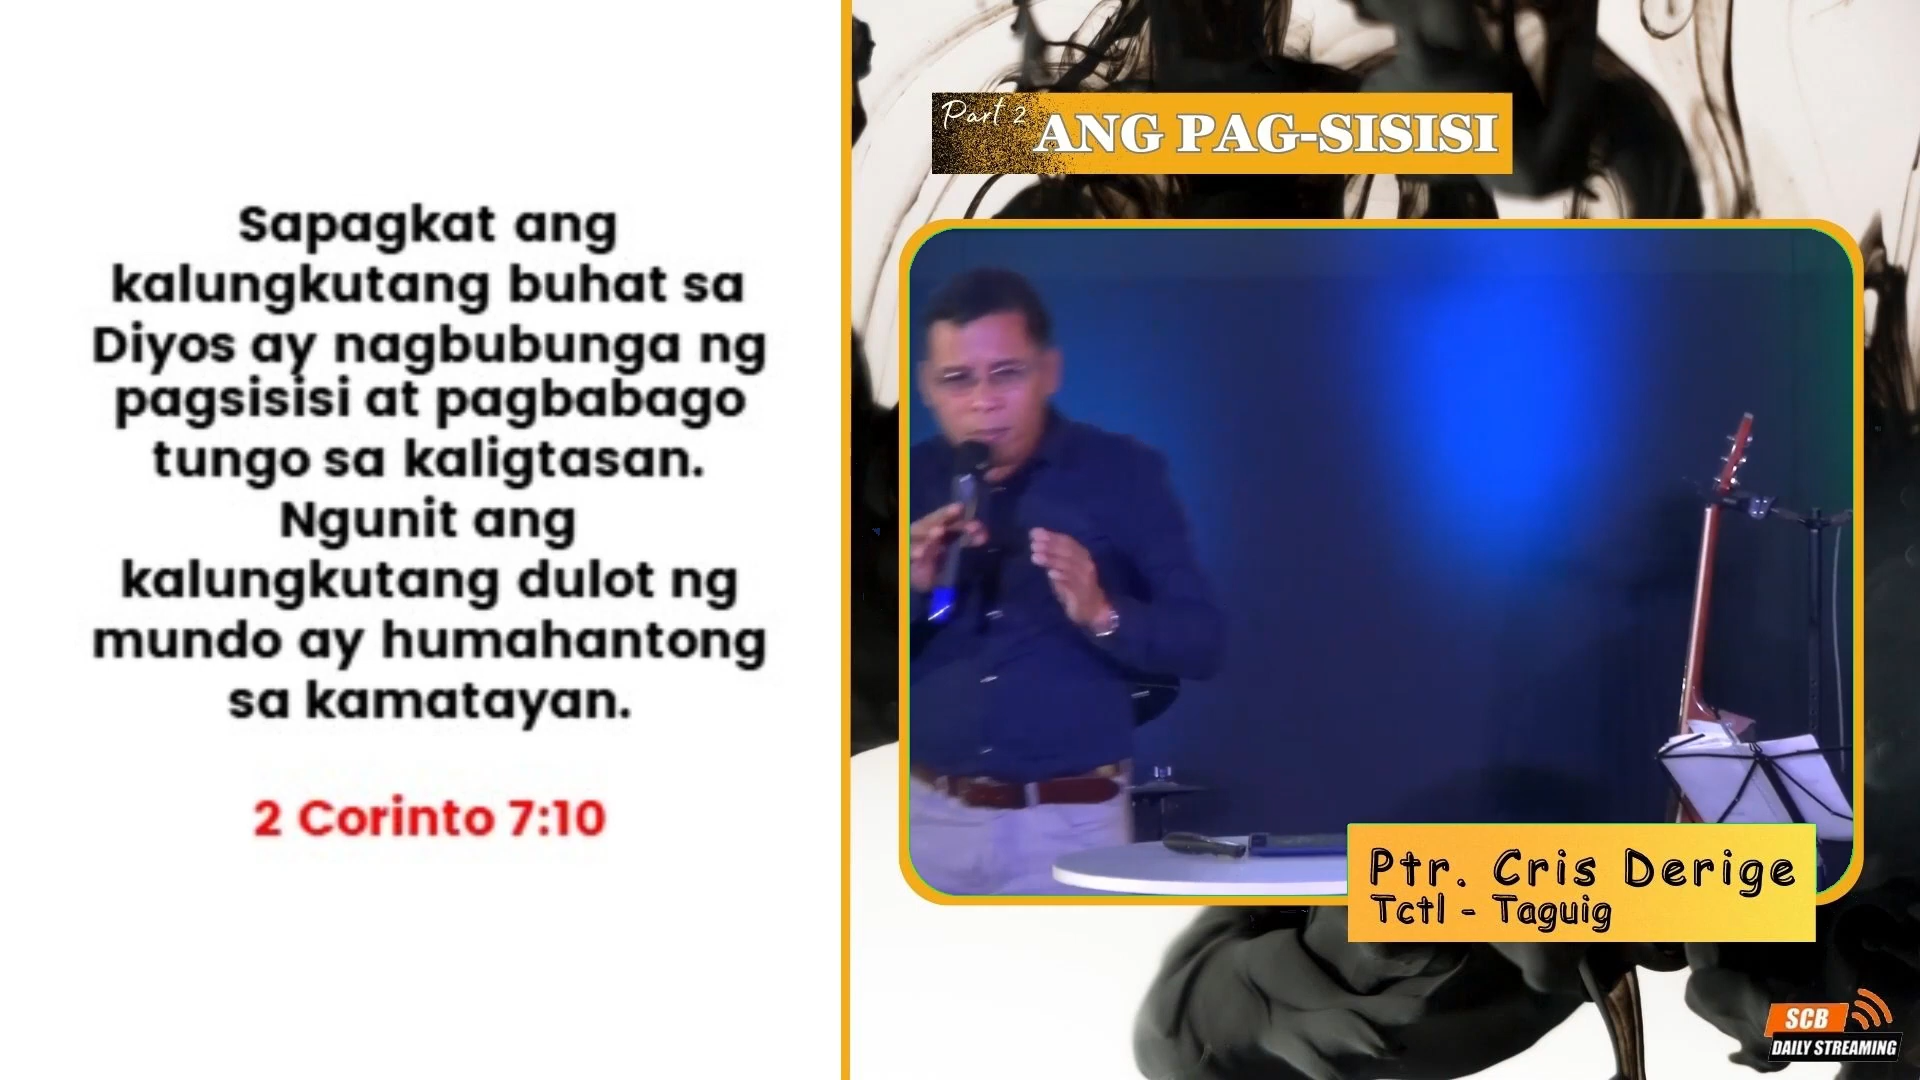 Sapagkat ang
kalungkutang buhat sa
Diyos ay nagbubunga ng
pagsisisi at pagbabago
tungo sa kaligtasan.
Ngunit ang
kalungkutang dulot ng
mundo ay humahantong
sa kamatayan.
2 Corinto 7:10
Part 2
ANG PAG-SISISI
Ptr. Cris Derige
Tctl - Taguig
SCB
DAILY STREAMING